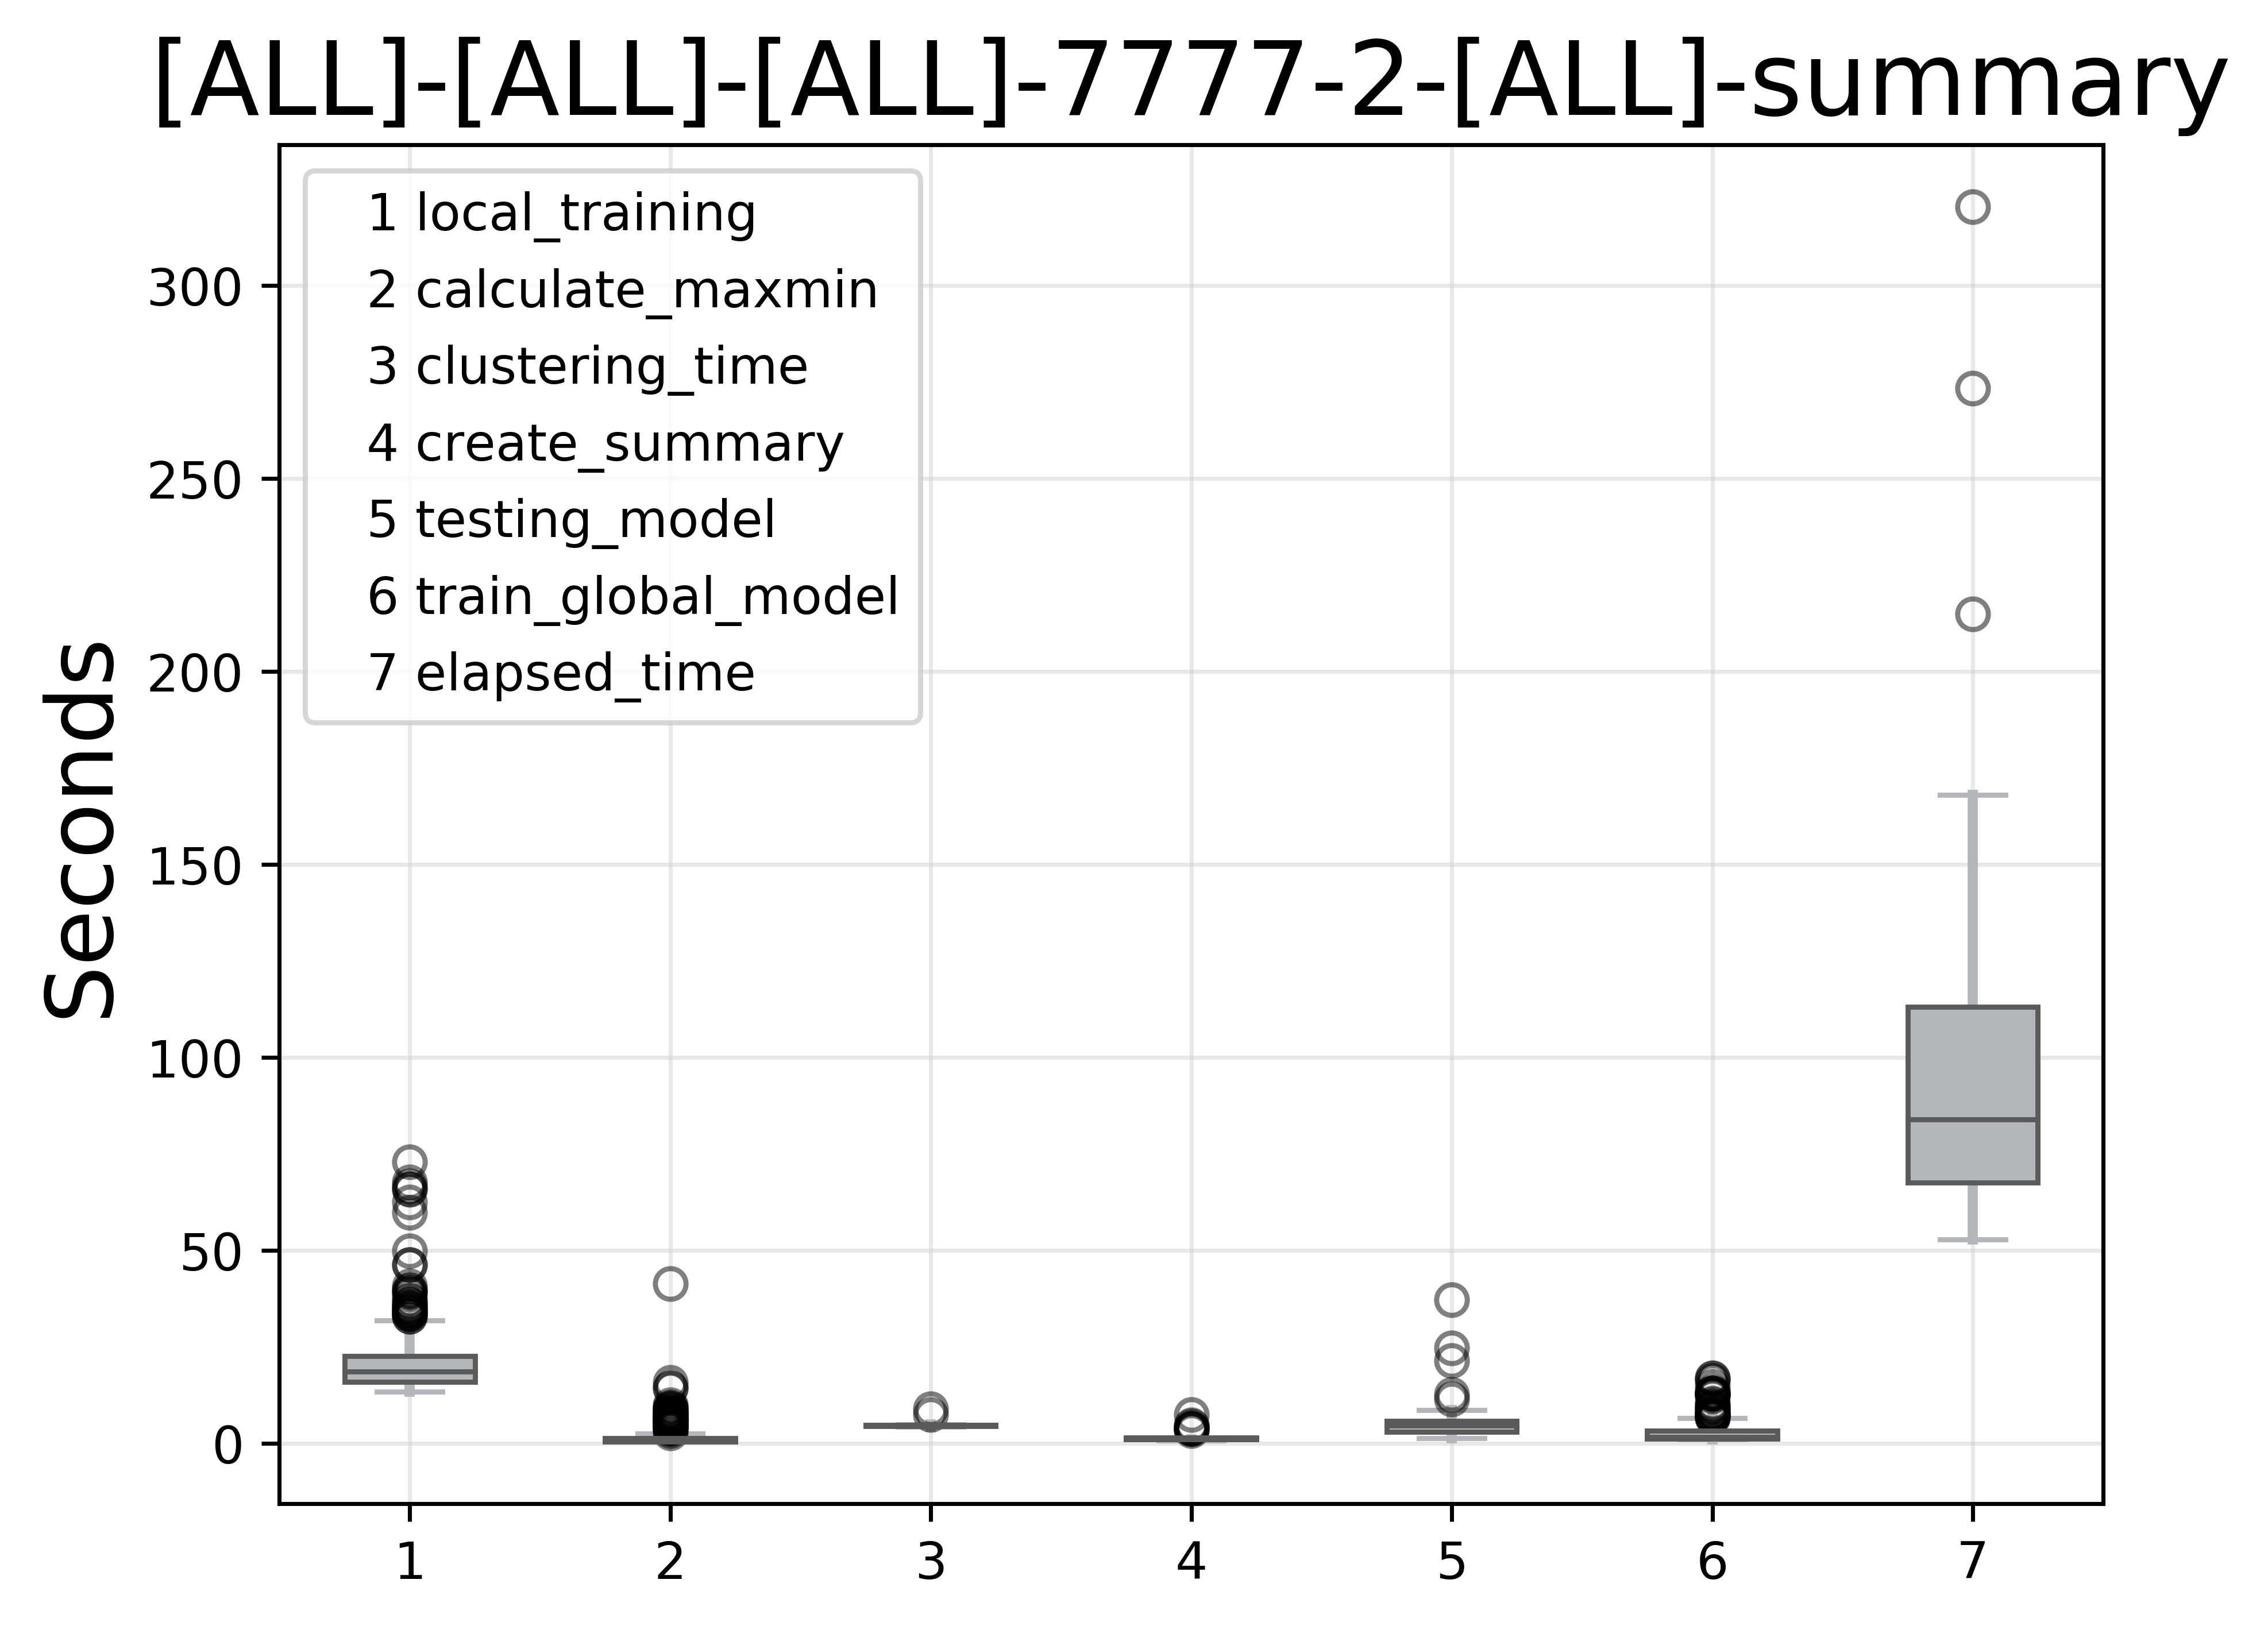 [ALL]-[ALL]-[ALL]-7777-2-[ALL]-summary
1 local_training
2 calculate_maxmin
3 clustering_time
4 create_summary
5 testing_model
6 train_global_model
7 elapsed_time
Seconds
300
250
200
150
100
50
0
1 2 3 4 5 6 7